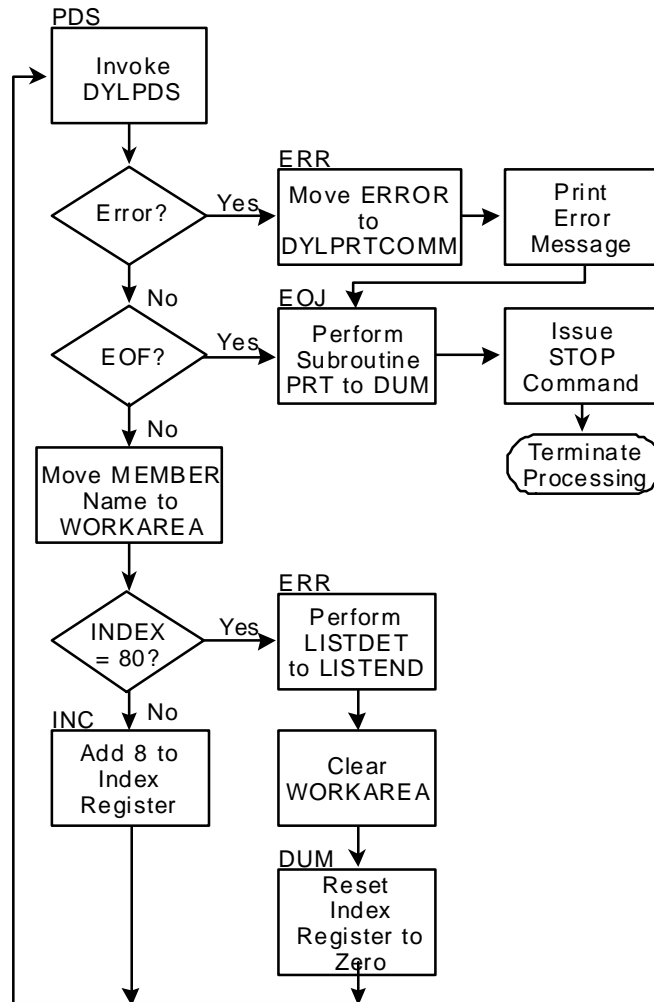 PDS
Invoke
DYLPDS
Error?
Yes
ERR
Move ERROR
to
DYLPRTCOMM
Print
Error
Message
No
EOF?
Yes
EOJ
Perform
Subroutine
PRT to DUM
Issue
STOP
Command
Terminate
Processing
No
Move MEMBER
Name to
WORKAREA
INDEX
= 80?
Yes
ERR
Perform
LISTDET
to LISTEND
No
INC
Add 8 to
Index
Register
Clear
WORKAREA
DUM
Reset
Index
Register to
Zero